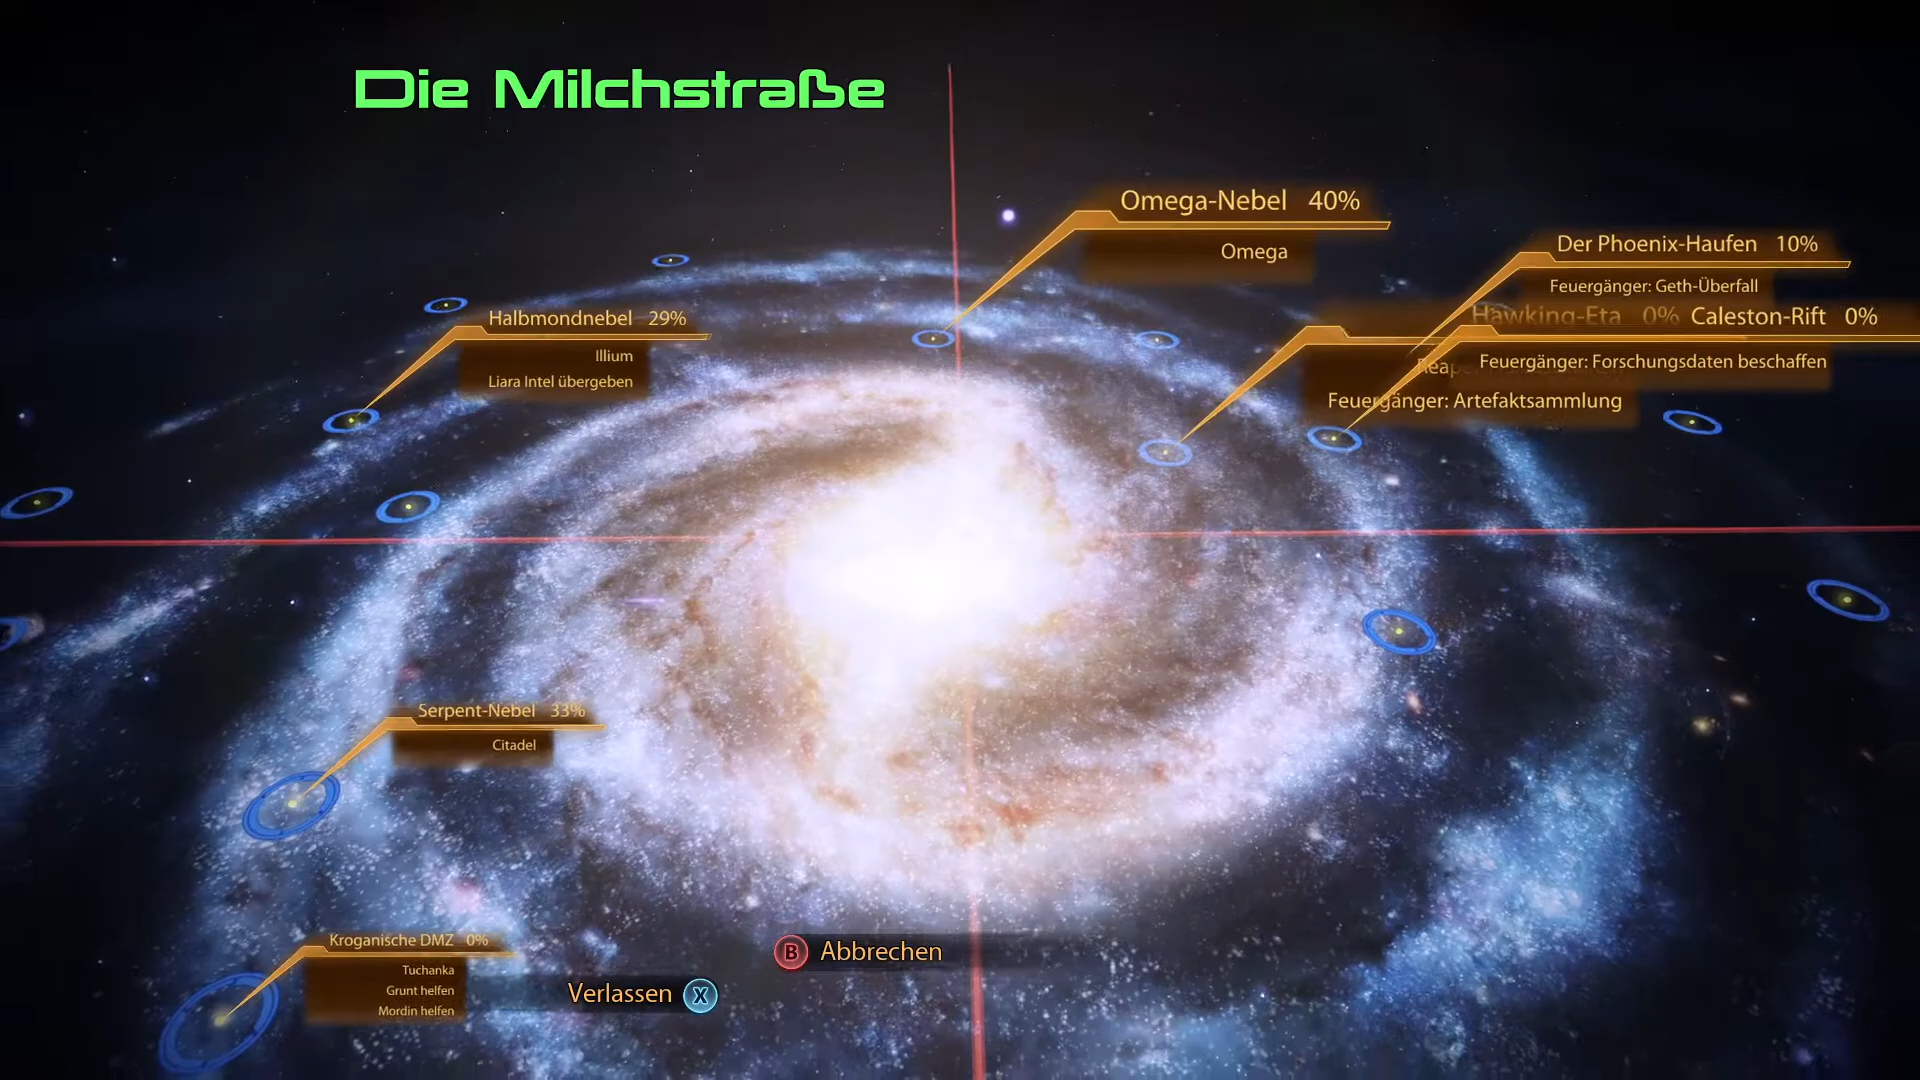 Die Milchstraße
Omega-Nebel 40%
Omega
Der Phoenix-Haufen 10%
Feuergänger: Geth-Überfall
Hawking-Eta 0%
Caleston-Rift 0%
Feuergänger: Forschungsdaten beschaffen
Feuergänger: Artefaktsammlung
Halbmondnebel 29%
Illium
Liara Intel übergeben
Serpent-Nebel 33%
Citadel
Kroganische DMZ 0%
Tuchanka
Grunt helfen
Mordin helfen
B Abbrechen
Verlassen X